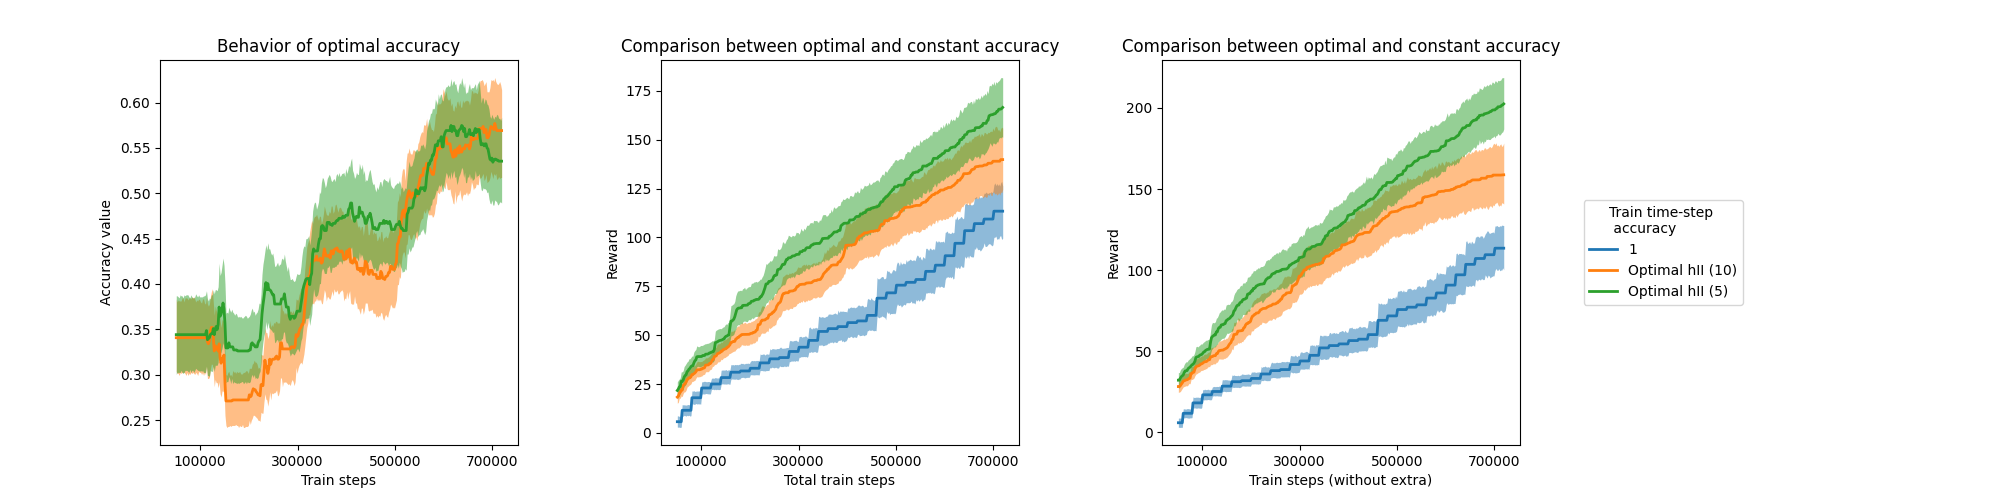 Behavior of optimal accuracy
Accuracy value
0.60
0.55
0.50
0.45
0.40
0.35
0.30
0.25
100000 300000 500000 700000
Train steps
Comparison between optimal and constant accuracy
Reward
175
150
125
100
75
50
25
0
100000 300000 500000 700000
Total train steps
Comparison between optimal and constant accuracy
Reward
200
150
100
50
0
100000 300000 500000 700000
Train steps (without extra)
Train time-step
accuracy
1
Optimal hII (10)
Optimal hII (5)